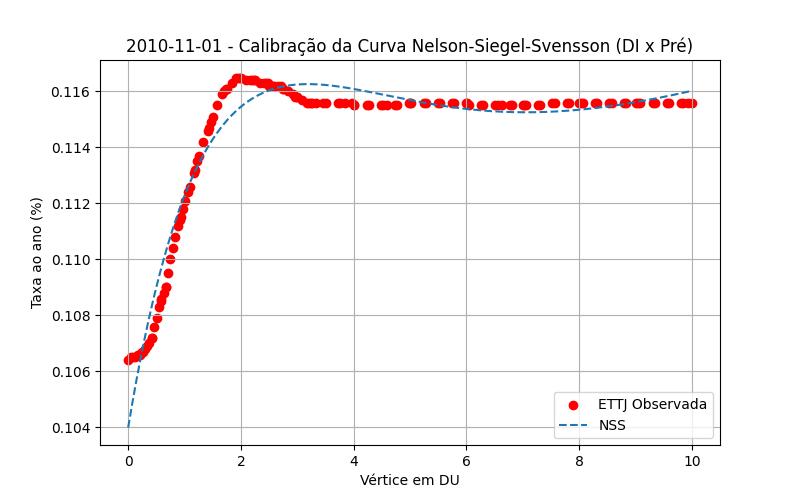 2010-11-01 - Calibração da Curva Nelson-Siegel-Svensson (DI x Pré)
0.116
0.114
0.112
0.110
0.108
0.106
0.104
Taxa ao ano (%)
ETTJ Observada
NSS
0 2 4 6 8 10
Vértice em DU